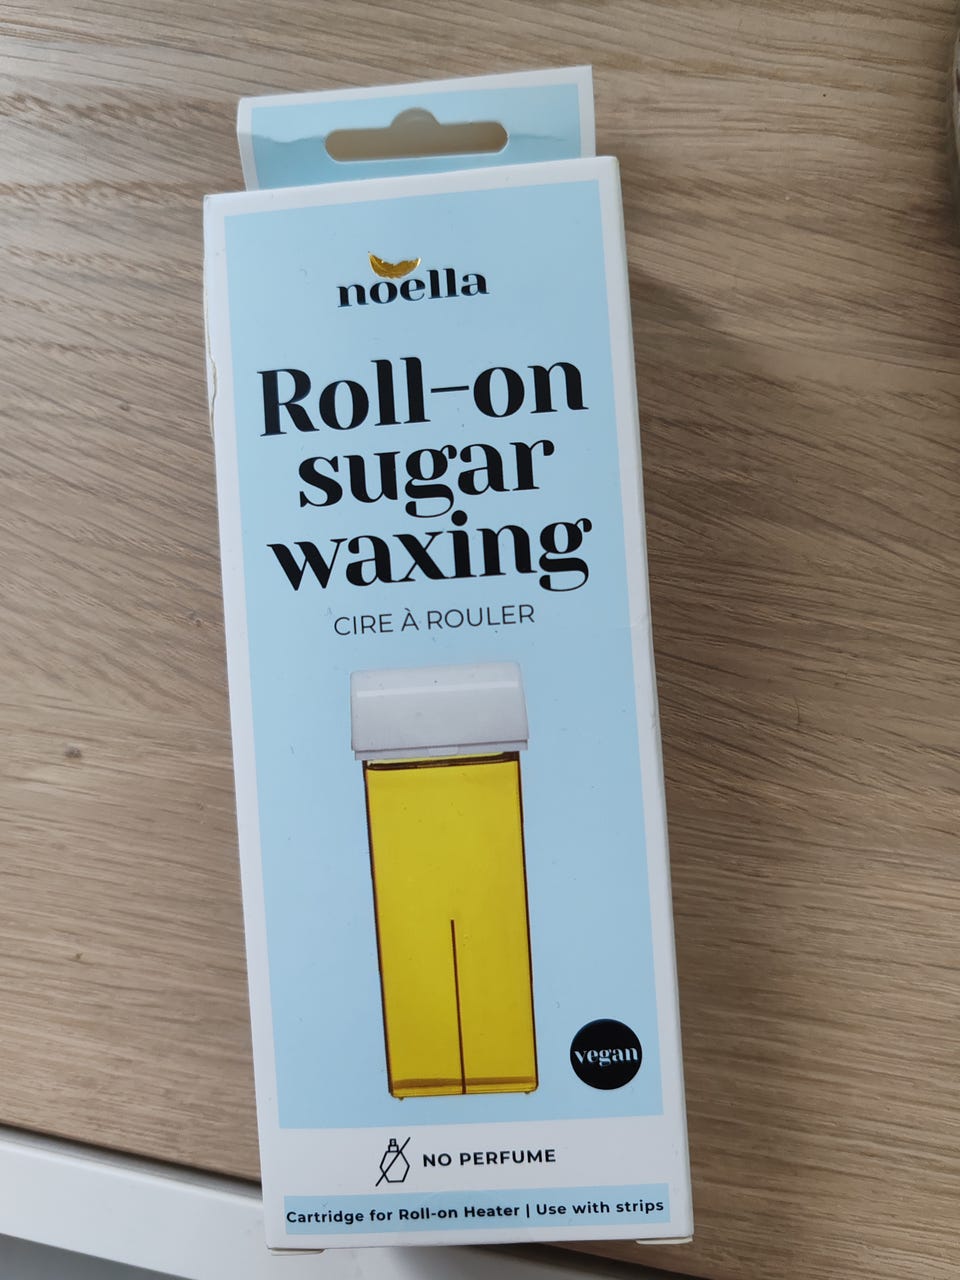 noella
Roll-on
sugar
waxing
CIRE À ROULER
vegan
NO PERFUME
Cartridge for Roll-on Heater | Use with strips